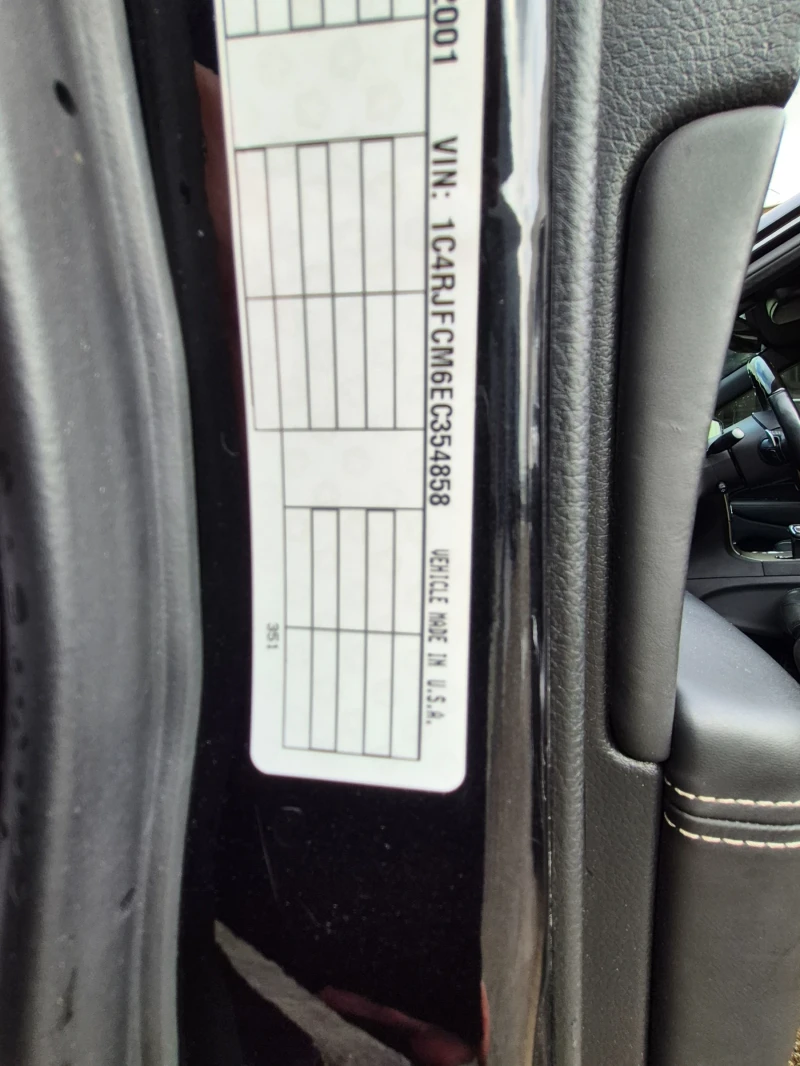 2001 VIN: 1C4RJFCM6EC354858 VEHICLE MADE IN U.S.A.
351